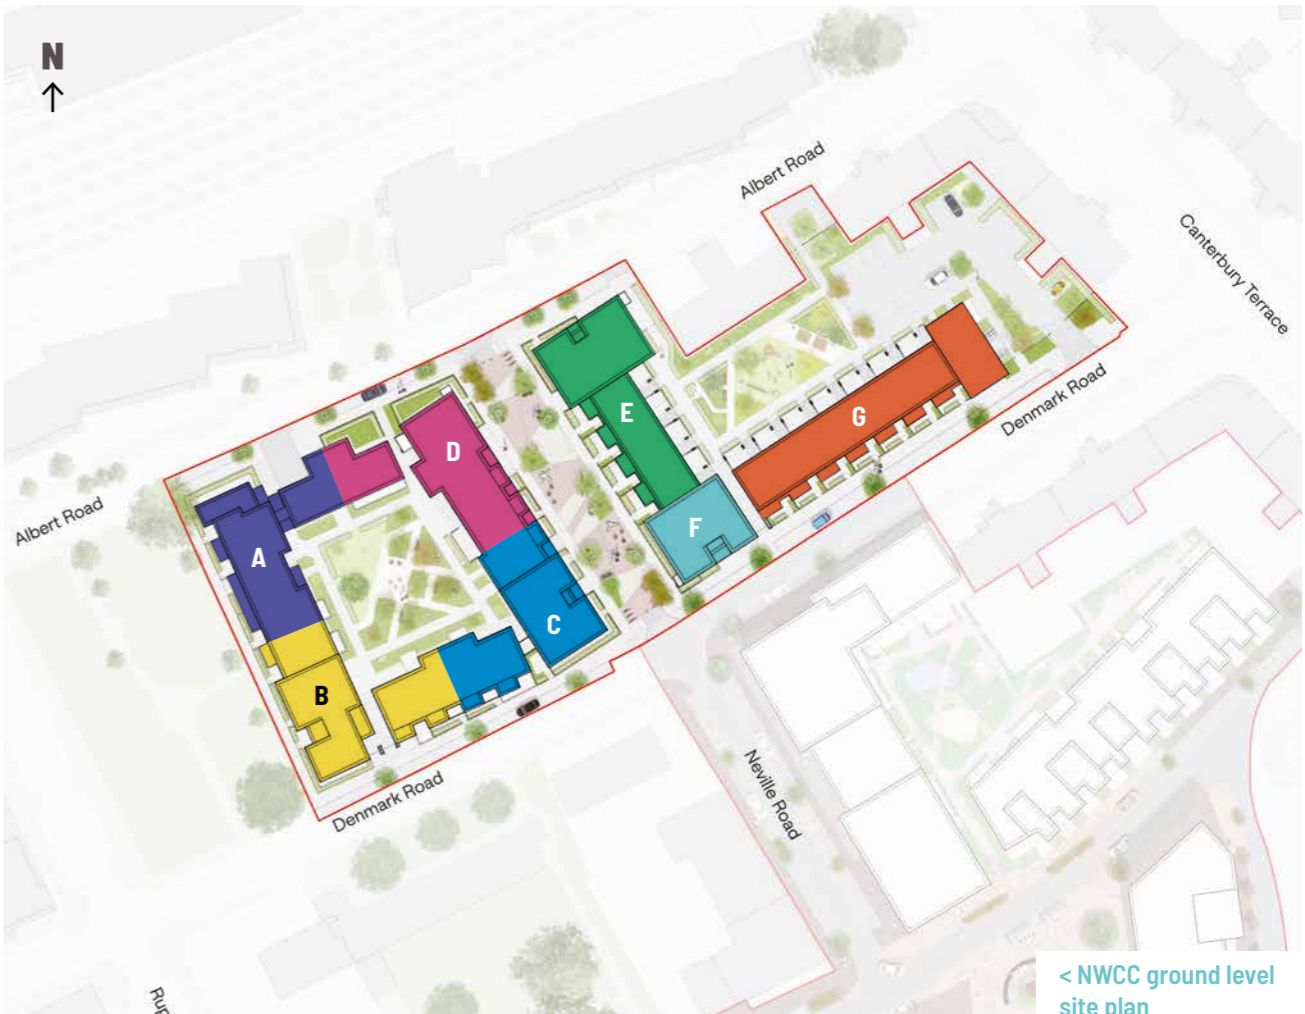 N
Albert Road
Canterbury Terrace
Denmark Road
E
G
D
F
Albert Road
A
C
B
Neville Road
Denmark Road
< NWCC ground level
site plan